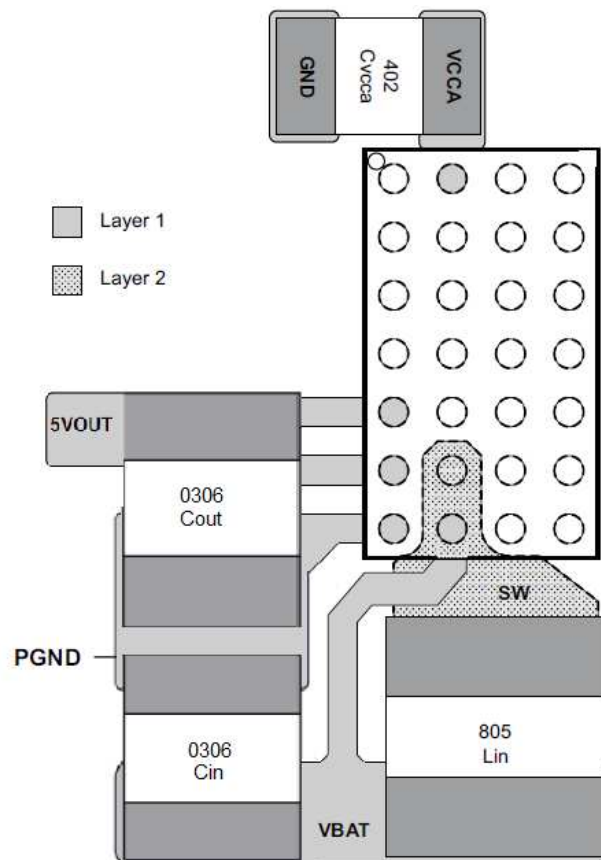 GND
402
Cvcca
VCCA
Layer 1
Layer 2
5VOUT
0306
Cout
SW
PGND
0306
Cin
805
Lin
VBAT